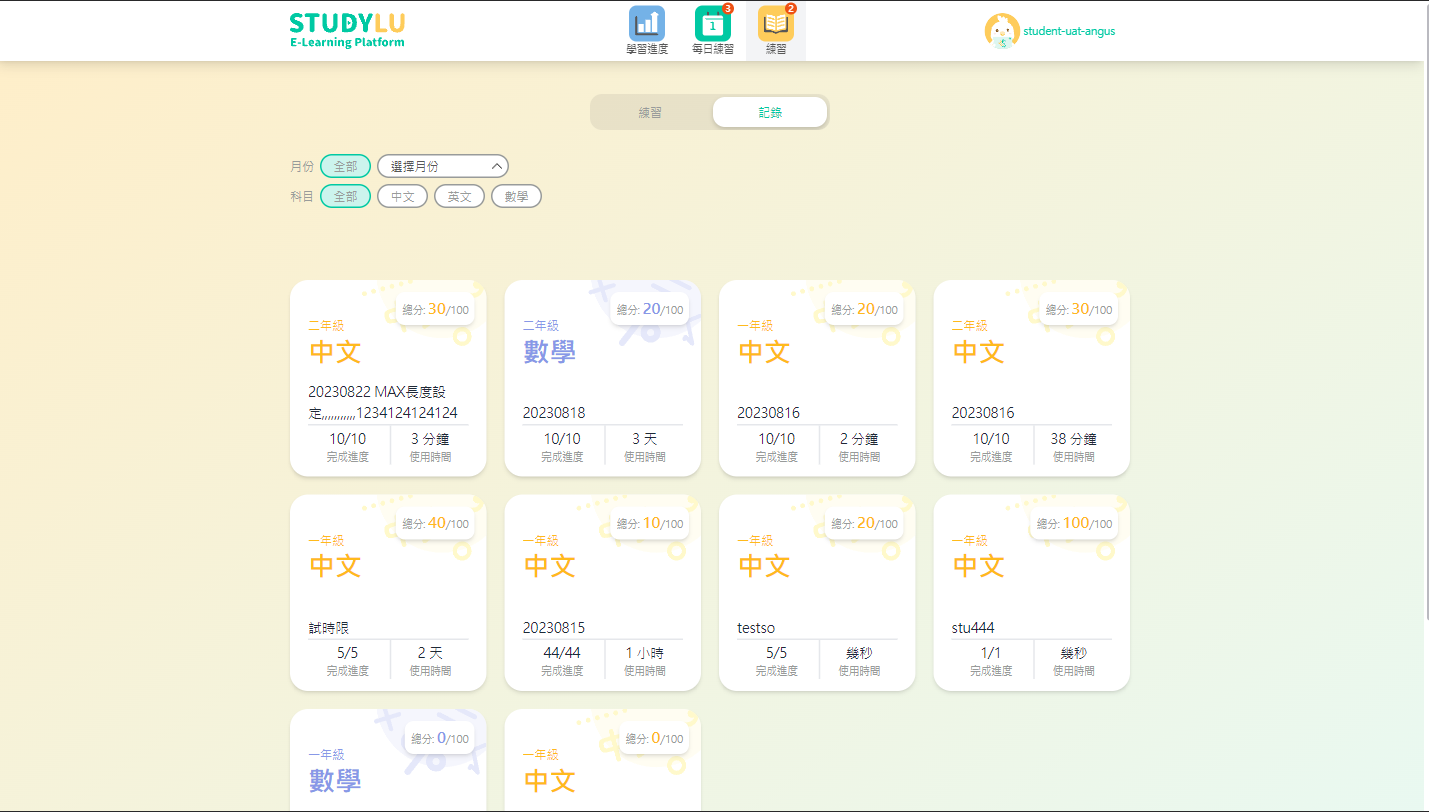 STUDYLU
E-Learning Platform
3
1
2
學習進度
每日練習
練習
student-uat-angus
練習
記錄
月份
全部
選擇月份
科目
全部
中文
英文
數學
總分: 30/100
二年級
中文
20230822 MAX長度設
定,,,,,,,,,,,1234124124124
10/10
完成進度
3 分鐘
使用時間
總分: 20/100
二年級
數學
20230818
10/10
完成進度
3 天
使用時間
總分: 20/100
一年級
中文
20230816
10/10
完成進度
2 分鐘
使用時間
總分: 30/100
二年級
中文
20230816
10/10
完成進度
38 分鐘
使用時間
總分: 40/100
一年級
中文
試時限
5/5
完成進度
2 天
使用時間
總分: 10/100
一年級
中文
20230815
44/44
完成進度
1 小時
使用時間
總分: 20/100
一年級
中文
testso
5/5
完成進度
幾秒
使用時間
總分: 100/100
一年級
中文
stu444
1/1
完成進度
幾秒
使用時間
總分: 0/100
一年級
數學
總分: 0/100
一年級
中文